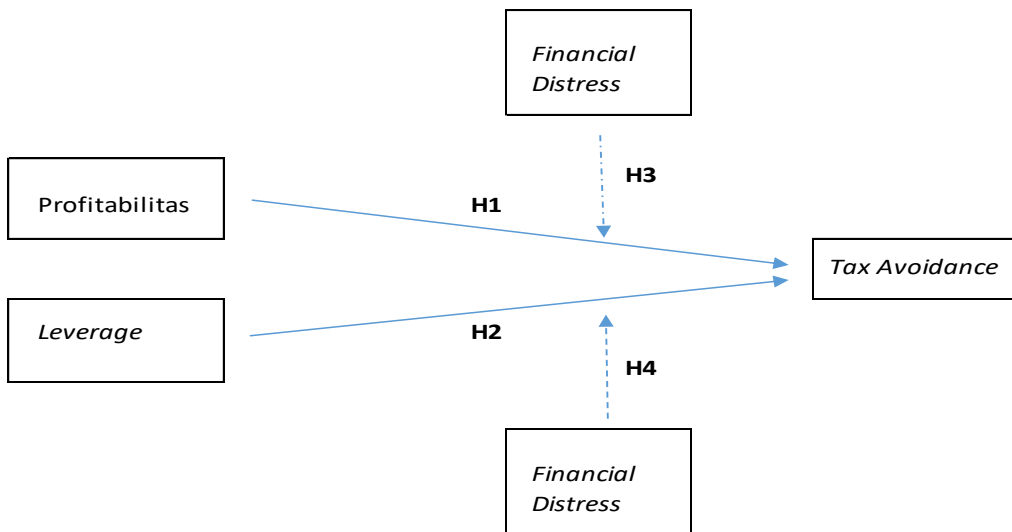 Financial
Distress
H3
Profitabilitas
H1
Tax Avoidance
Leverage
H2
H4
Financial
Distress